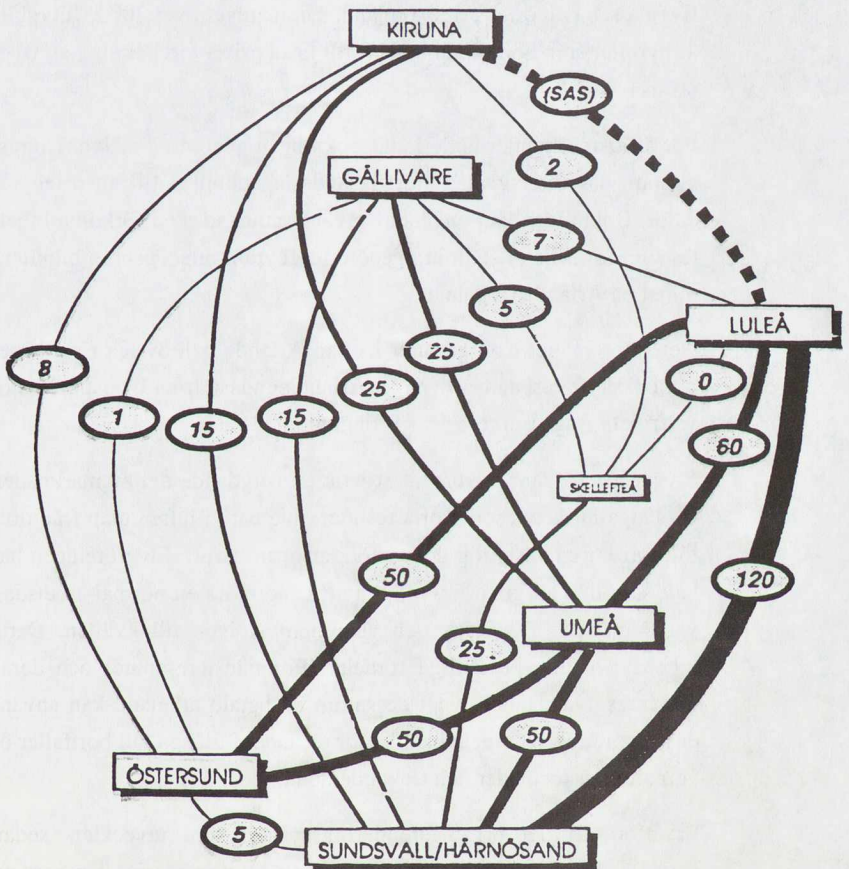 KIRUNA
(SAS)
2
GÄLLIVARE
7
5
LULEÅ
25
8
25
0
1
15
15
60
SKELLEFTEÅ
50
120
UMEÅ
25
50
50
ÖSTERSUND
5
SUNDSVALL/HÄRNÖSAND